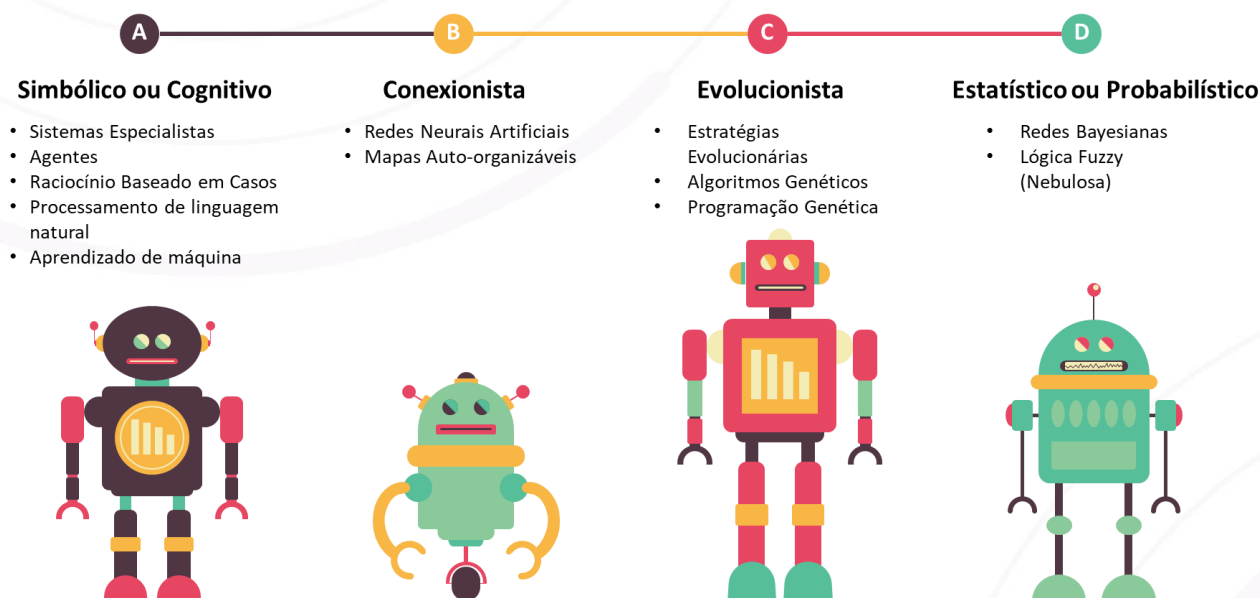 A
B
C
D
Simbólico ou Cognitivo
• Sistemas Especialistas
• Agentes
• Raciocínio Baseado em Casos
• Processamento de linguagem
natural
• Aprendizado de máquina
Conexionista
• Redes Neurais Artificiais
• Mapas Auto-organizáveis
Evolucionista
• Estratégias
Evolucionárias
• Algoritmos Genéticos
• Programação Genética
Estatístico ou Probabilístico
• Redes Bayesianas
• Lógica Fuzzy
(Nebulosa)